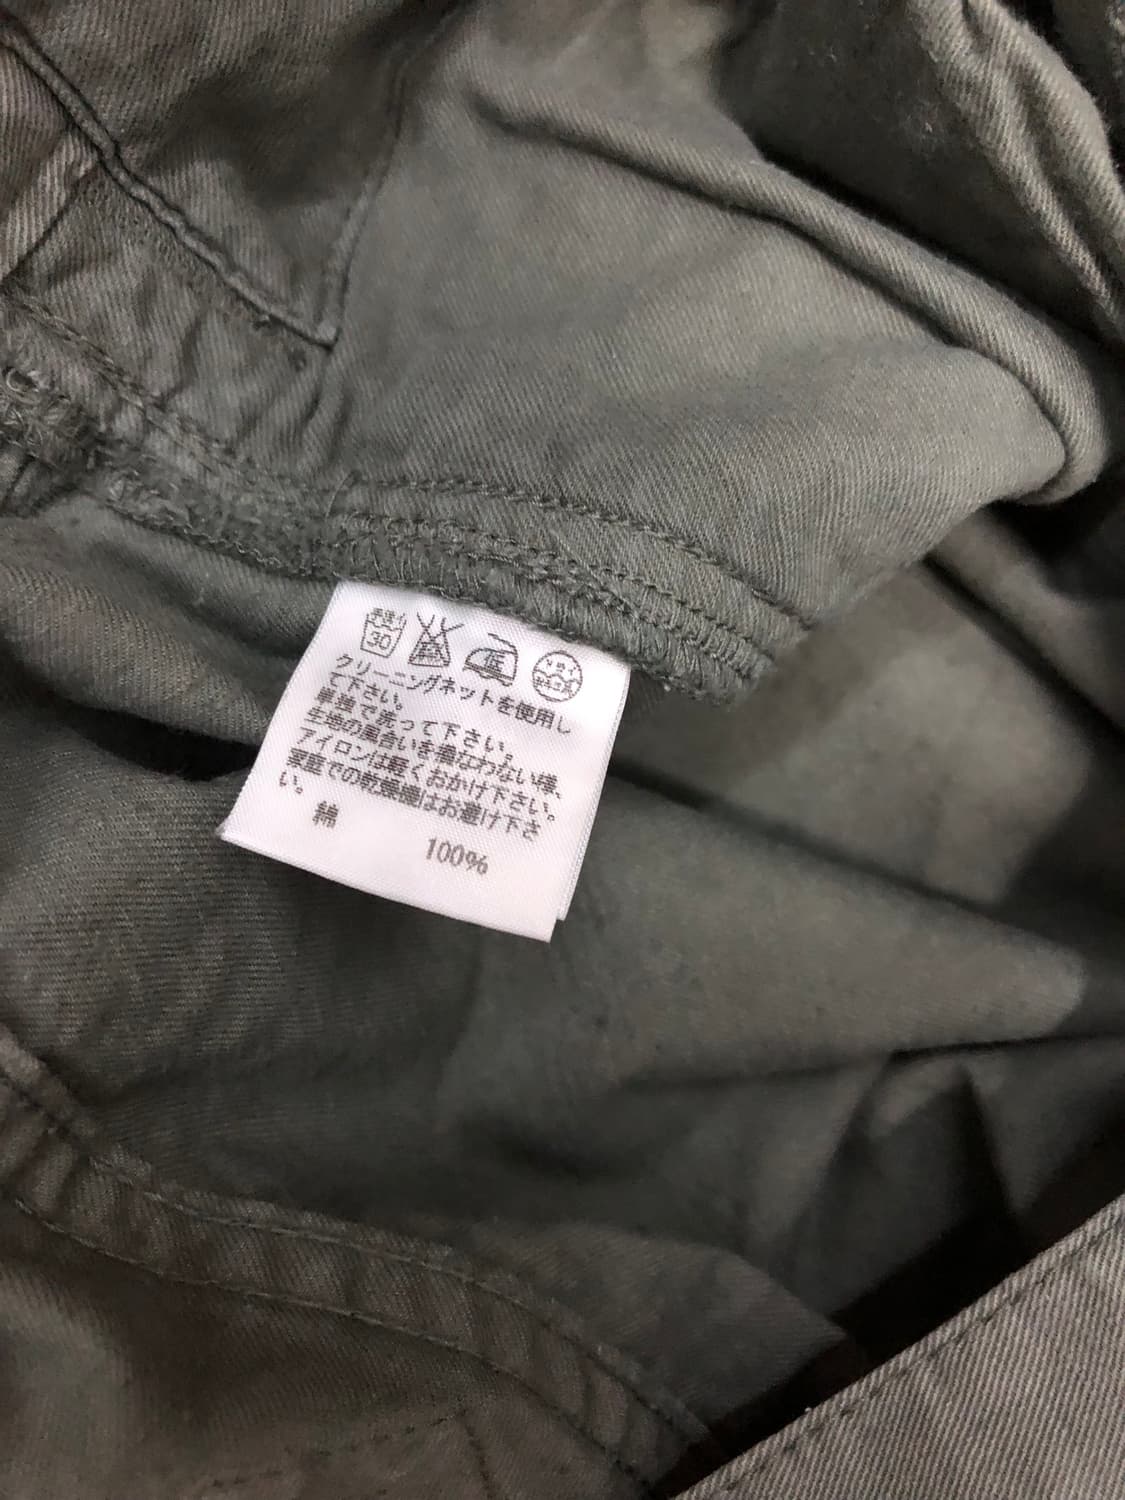 手洗イ
30
クリーニングネットを使用し
て下さい。
単独で洗って下さい。
生地の風合いを損なわない様、
アイロンは軽くおかけ下さい。
家庭での乾燥機はお避け下さ
い。
綿 100%